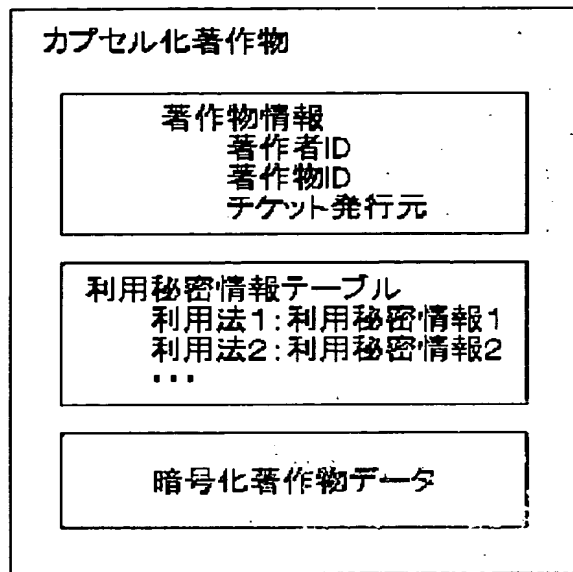 カプセル化著作物
著作物情報
著作者ID
著作物ID
チケット発行元
利用秘密情報テーブル
利用法1:利用秘密情報1
利用法2:利用秘密情報2
・・・
暗号化著作物データ